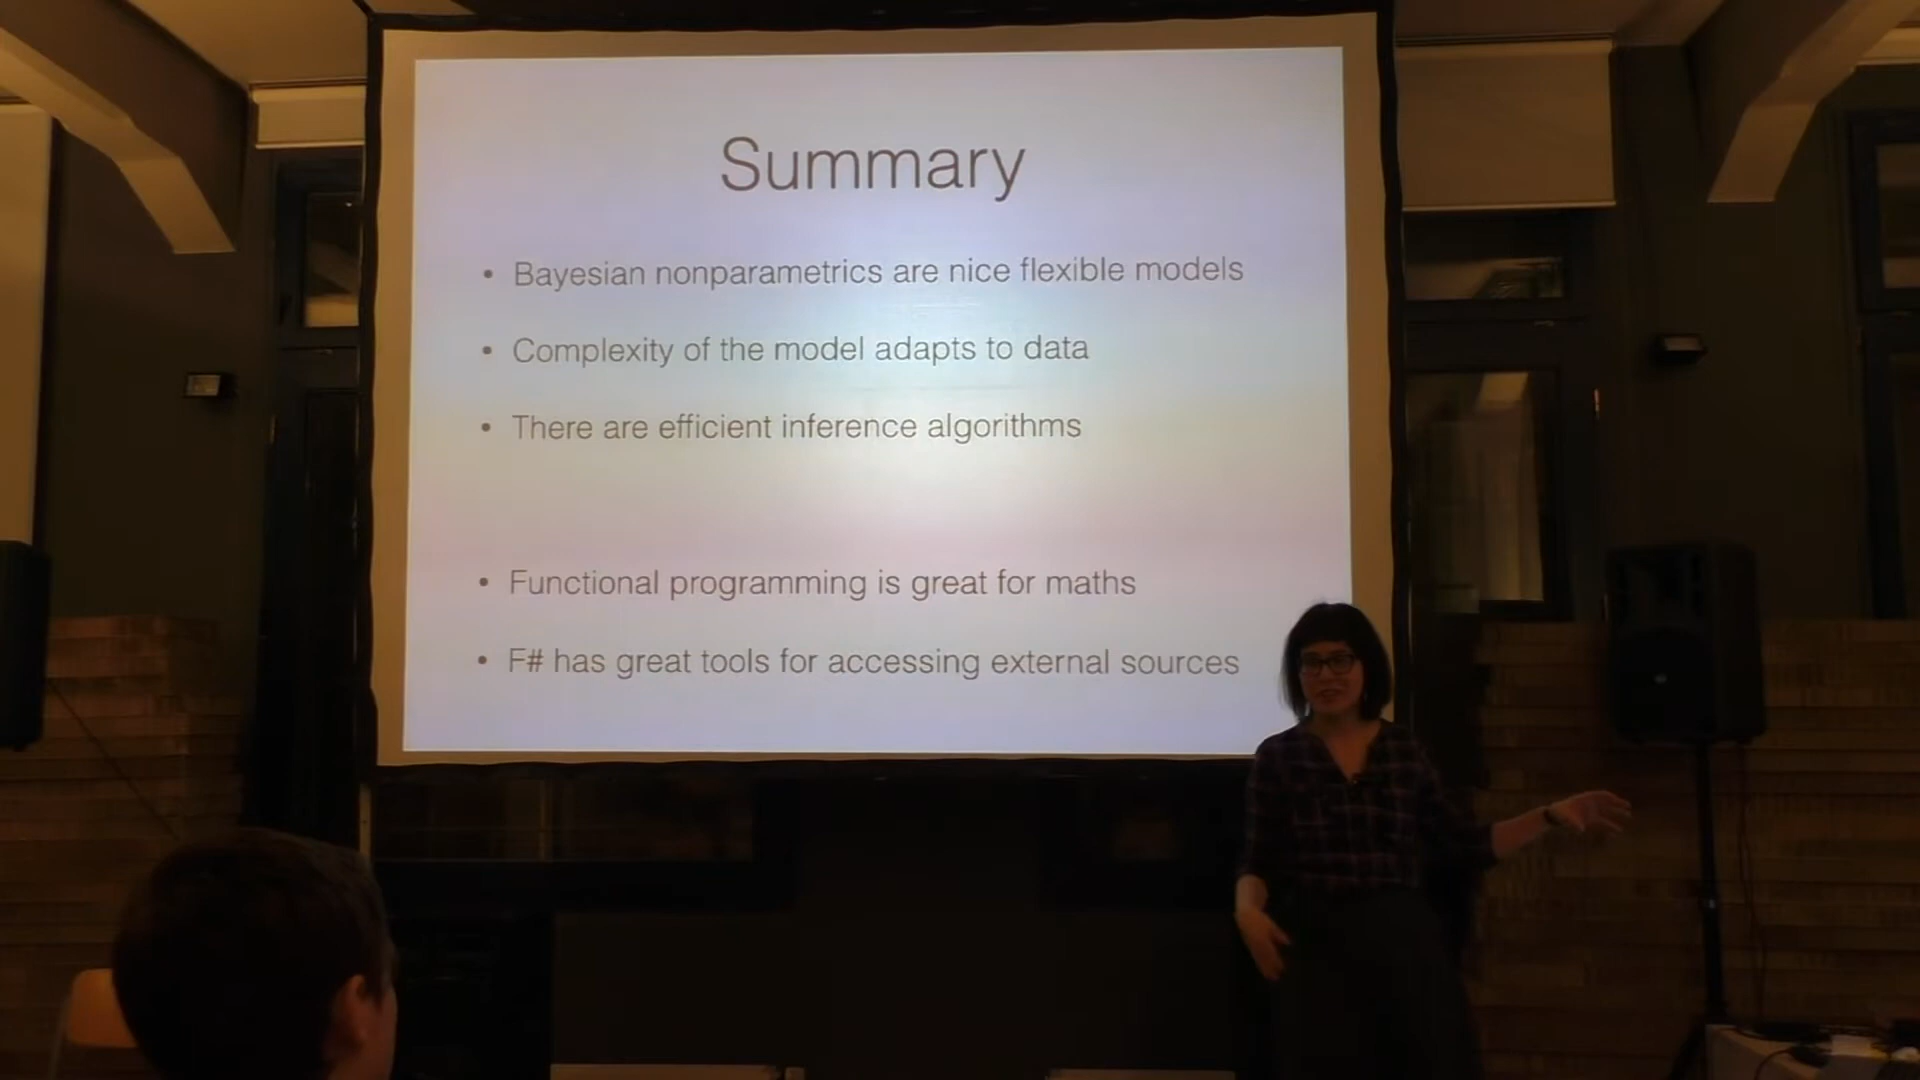 Summary
• Bayesian nonparametrics are nice flexible models
• Complexity of the model adapts to data
• There are efficient inference algorithms
• Functional programming is great for maths
• F# has great tools for accessing external sources